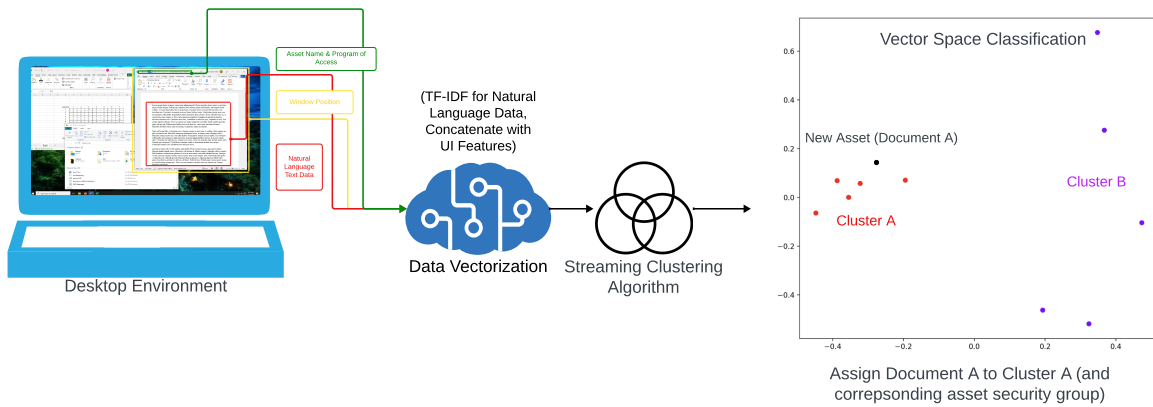 Asset Name & Program of
Access
Window Position
Natural
Language
Text Data
Desktop Environment
(TF-IDF for Natural
Language Data,
Concatenate with
UI Features)
Data Vectorization
Streaming Clustering
Algorithm
Vector Space Classification
New Asset (Document A)
Cluster B
Cluster A
0.6
0.4
0.2
0.0
−0.2
−0.4
−0.4
−0.2
0.0
0.2
0.4
Assign Document A to Cluster A (and
correpsonding asset security group)